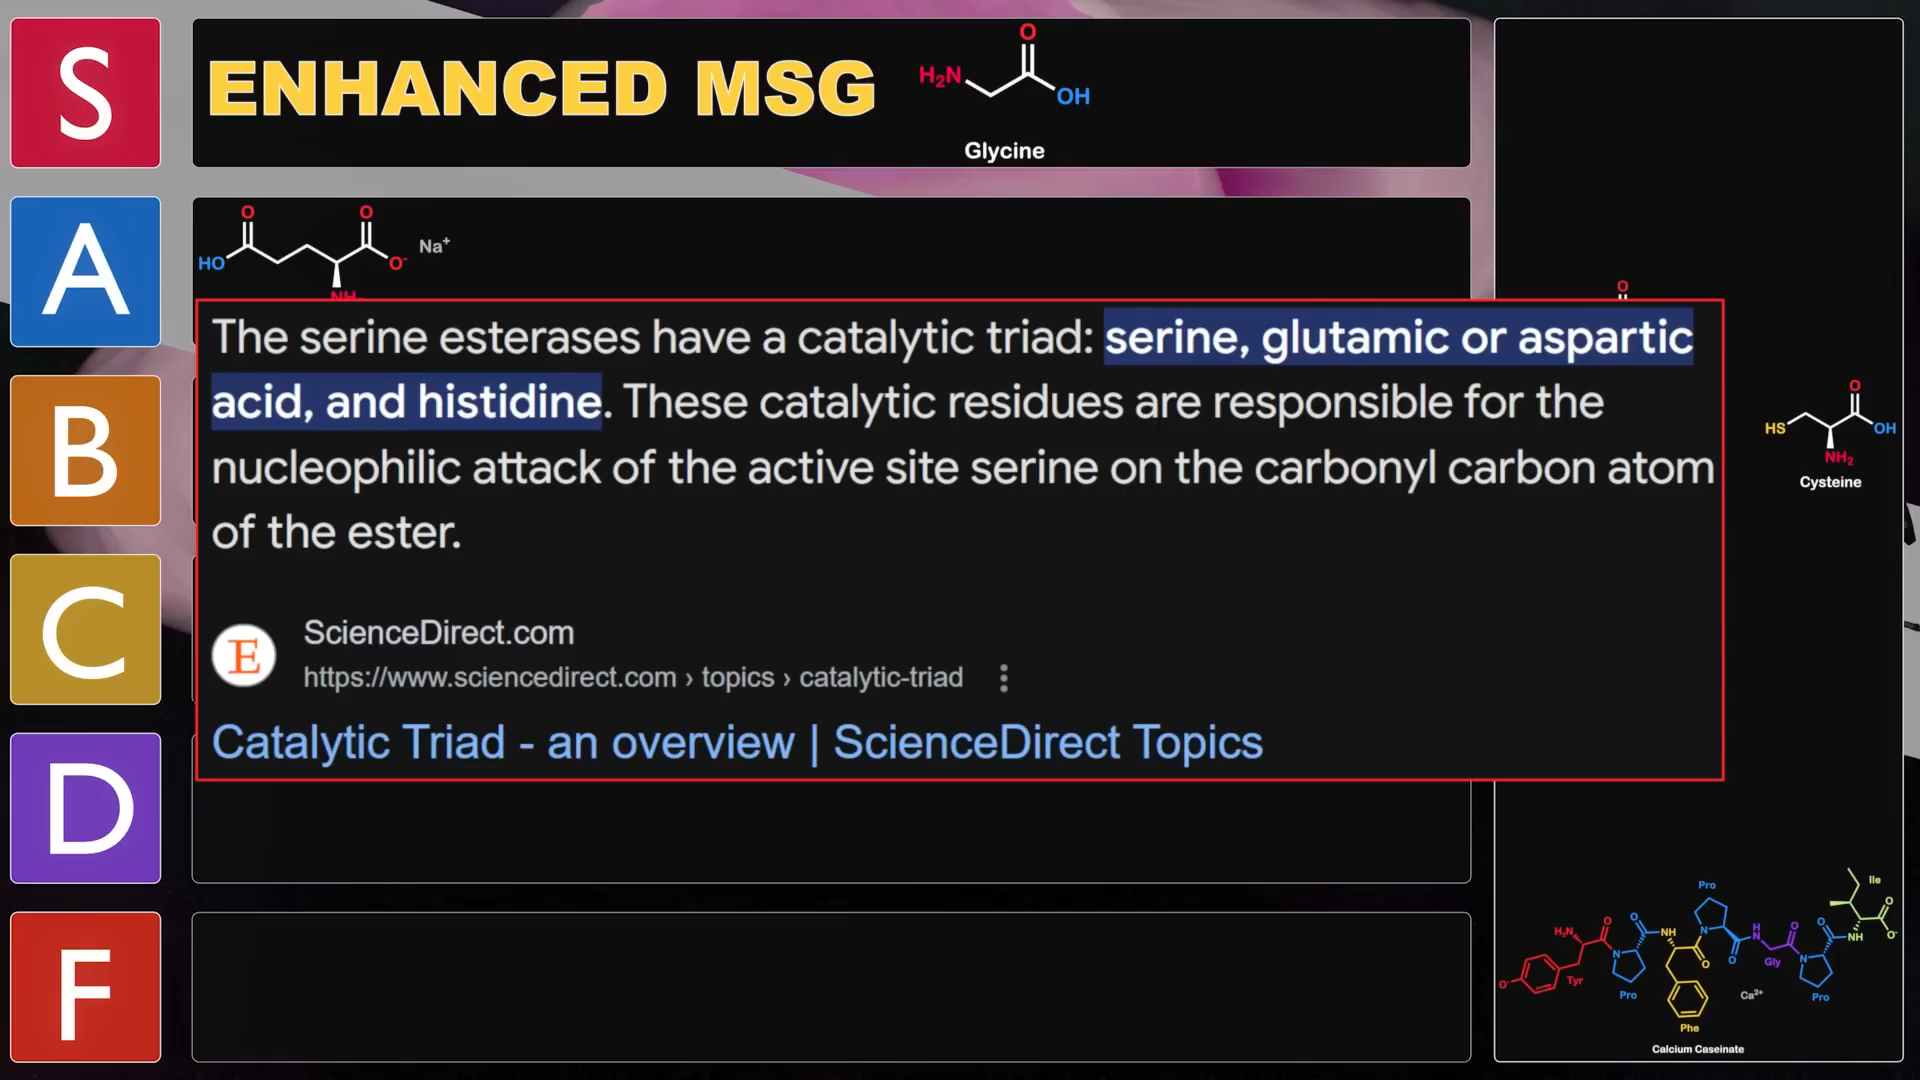 S
ENHANCED MSG
O
H₂N
OH
Glycine
A
O
O
HO
O⁻
Na⁺
NH₂
O
The serine esterases have a catalytic triad: serine, glutamic or aspartic
acid, and histidine. These catalytic residues are responsible for the
nucleophilic attack of the active site serine on the carbonyl carbon atom
of the ester.
E
ScienceDirect.com
https://www.sciencedirect.com › topics › catalytic-triad
Catalytic Triad - an overview | ScienceDirect Topics
B
C
D
F
O
HS
OH
NH₂
Cysteine
Pro
Ile
O
O⁻
H₂N
O
O
NH
N
H
N
O
O
NH
O⁻
Tyr
N
O
O
Gly
N
Pro
Ca²⁺
Pro
Phe
Calcium Caseinate